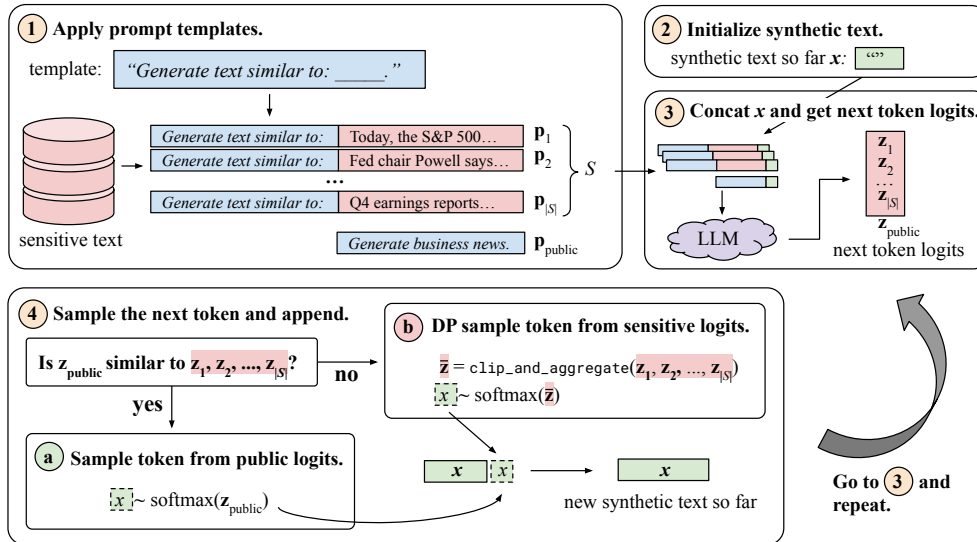 1 Apply prompt templates.
template: “Generate text similar to: _____.”
Generate text similar to: Today, the S&P 500… p1
Generate text similar to: Fed chair Powell says… p2
...
Generate text similar to: Q4 earnings reports… p|S|
S
sensitive text
Generate business news. ppublic
2 Initialize synthetic text.
synthetic text so far x: “”
3 Concat x and get next token logits.
z1
z2
...
z|S|
zpublic
LLM
next token logits
4 Sample the next token and append.
Is zpublic similar to z1, z2, ..., z|S|?
no
yes
b DP sample token from sensitive logits.
z̄ = clip_and_aggregate(z1, z2, ..., z|S|)
x ~ softmax(z̄)
a Sample token from public logits.
x ~ softmax(zpublic)
x x x
new synthetic text so far
Go to 3 and
repeat.